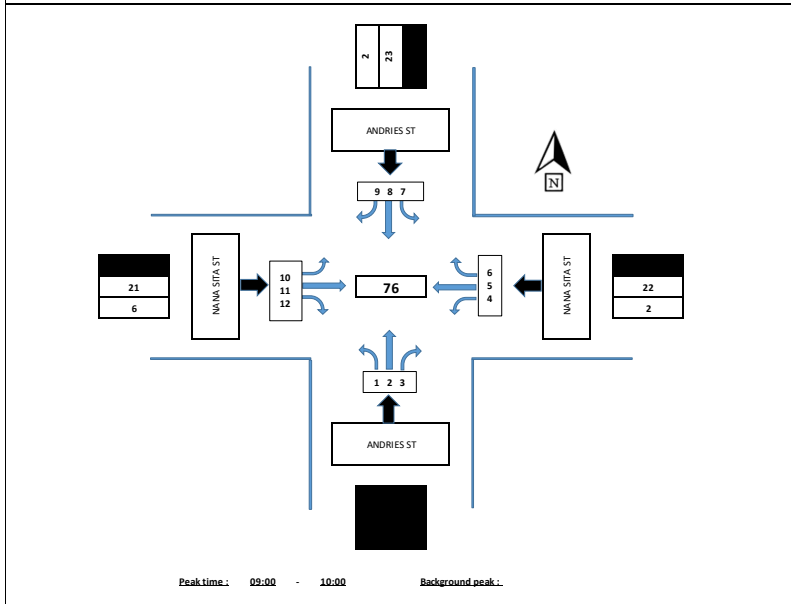 2 23
ANDRIES ST
N
9 8 7
NANA SITA ST
10
11
12
21
6
76
6
5
4
NANA SITA ST
22
2
1 2 3
ANDRIES ST
Peak time : 09:00 - 10:00 Background peak :